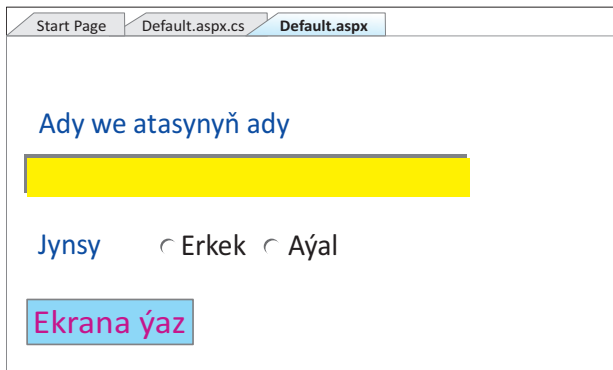 Start Page Default.aspx.cs Default.aspx
Ady we atasynyň ady
Jynsy Erkek Aýal
Ekrana ýaz